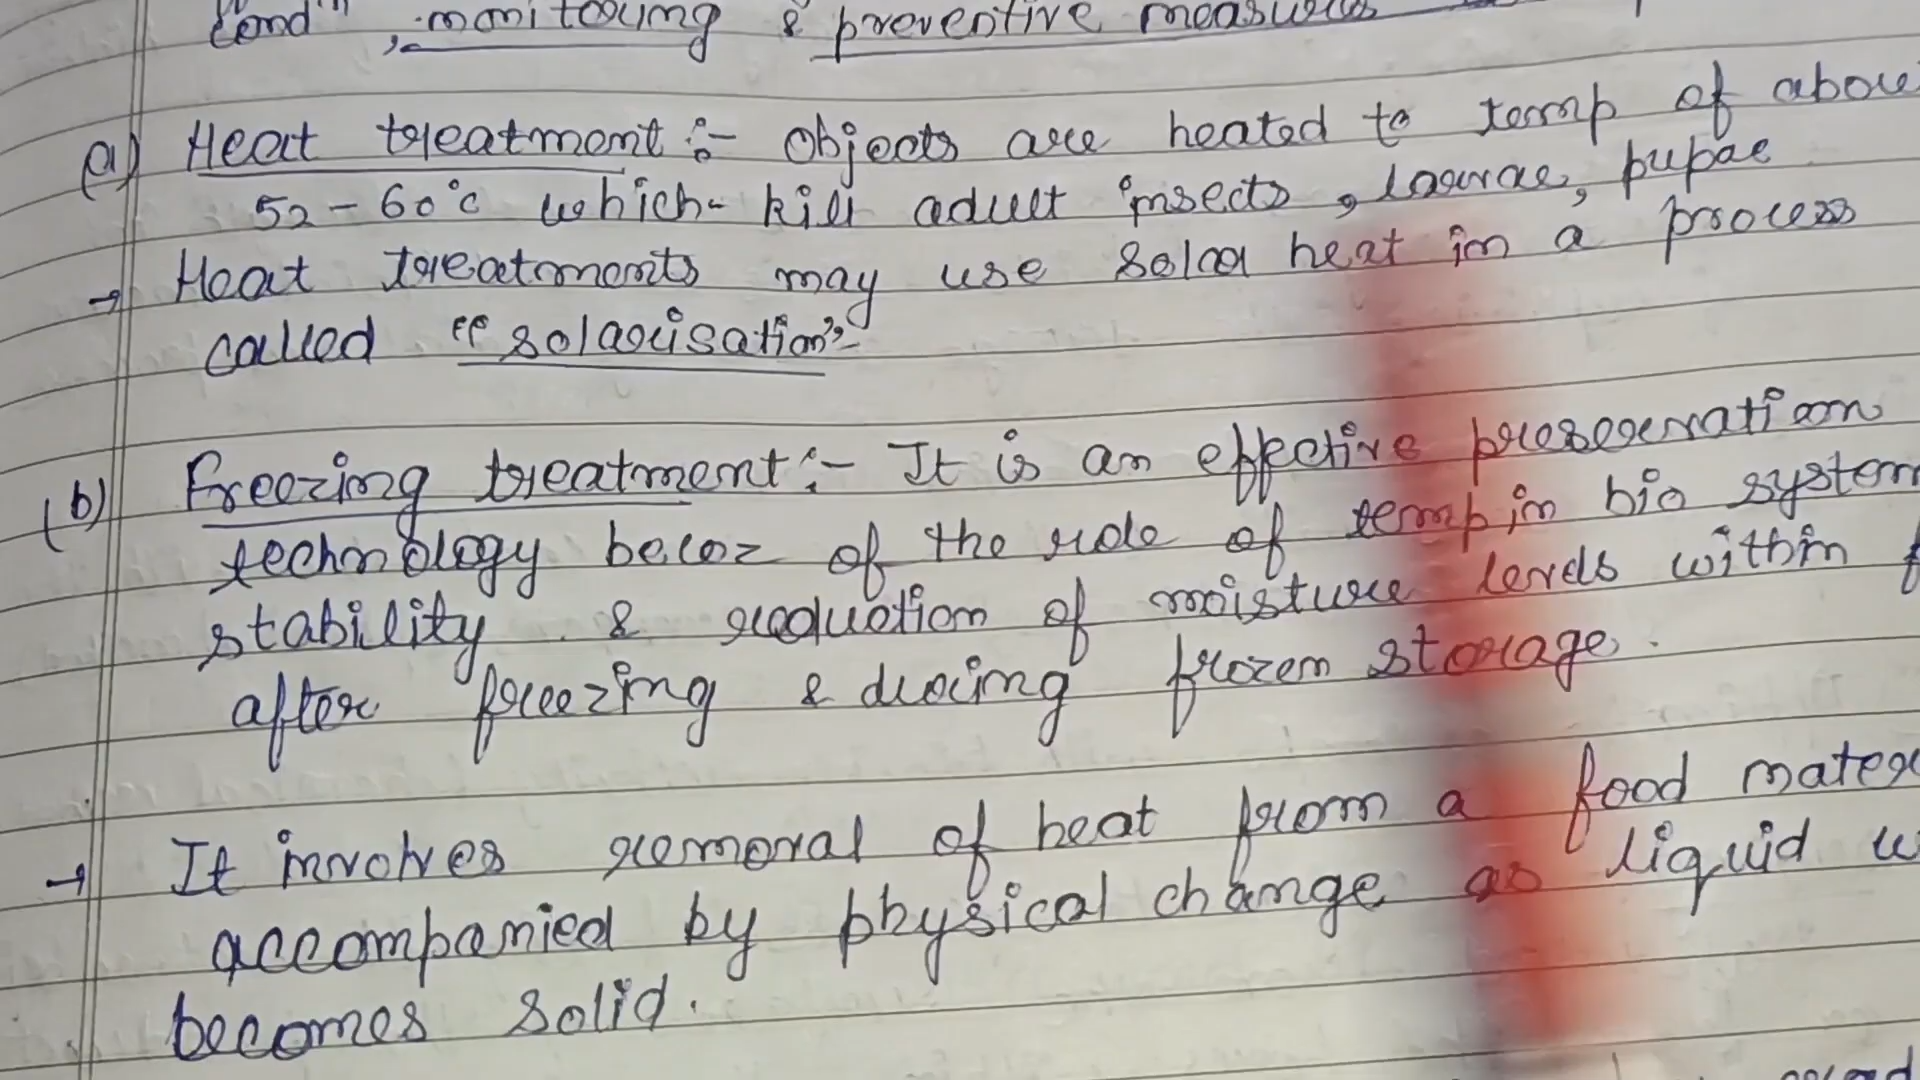 condⁿ, monitoring & preventive measures
(a) Heat treatment :- Objects are heated to temp of above
52-60°c which kill adult insects, larvae, pupae
→ Heat treatments may use solar heat in a process
called "solarisation"
(b) Freezing treatment :- It is an effective preservation
technology becoz of the role of temp in bio system
stability & reduction of moisture levels within
after freezing & during frozen storage.
→ It involves removal of heat from a food mater
accompanied by physical change as liquid w
becomes solid.